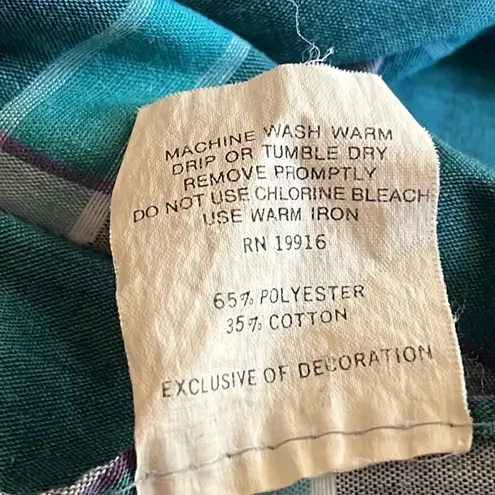 MACHINE WASH WARM
DRIP OR TUMBLE DRY
REMOVE PROMPTLY
DO NOT USE CHLORINE BLEACH
USE WARM IRON
RN 19916
65% POLYESTER
35% COTTON
EXCLUSIVE OF DECORATION